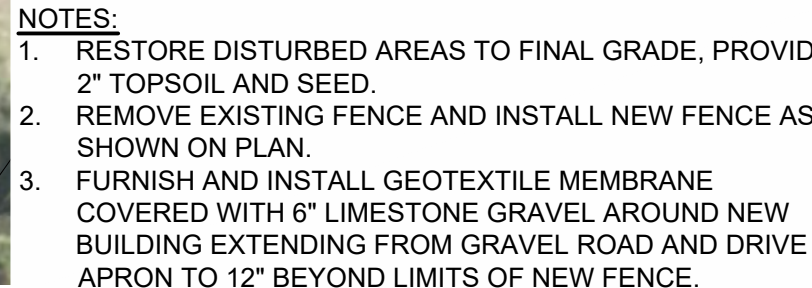 NOTES:
1. RESTORE DISTURBED AREAS TO FINAL GRADE, PROVID
2" TOPSOIL AND SEED.
2. REMOVE EXISTING FENCE AND INSTALL NEW FENCE AS
SHOWN ON PLAN.
3. FURNISH AND INSTALL GEOTEXTILE MEMBRANE
COVERED WITH 6" LIMESTONE GRAVEL AROUND NEW
BUILDING EXTENDING FROM GRAVEL ROAD AND DRIVE
APRON TO 12" BEYOND LIMITS OF NEW FENCE.